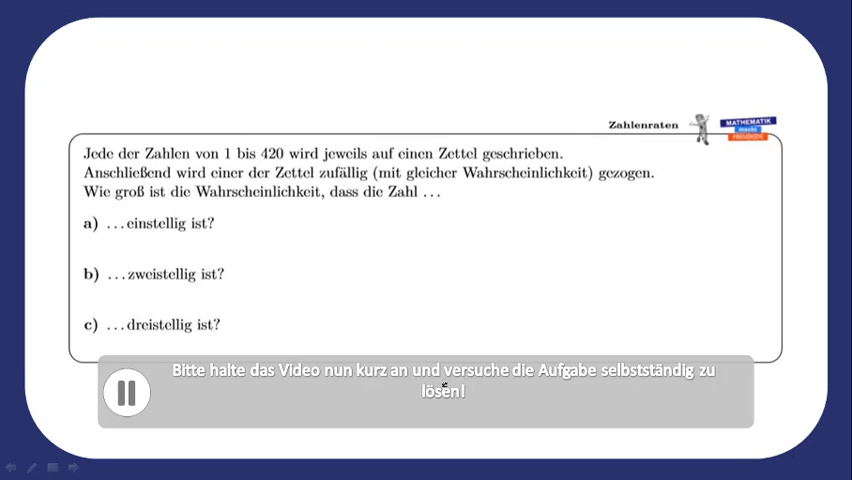 Zahlenraten
MATHEMATIK
macht
FREU(N)DE
Jede der Zahlen von 1 bis 420 wird jeweils auf einen Zettel geschrieben.
Anschließend wird einer der Zettel zufällig (mit gleicher Wahrscheinlichkeit) gezogen.
Wie groß ist die Wahrscheinlichkeit, dass die Zahl ...
a) ...einstellig ist?
b) ...zweistellig ist?
c) ...dreistellig ist?
Bitte halte das Video nun kurz an und versuche die Aufgabe selbstständig zu
lösen!